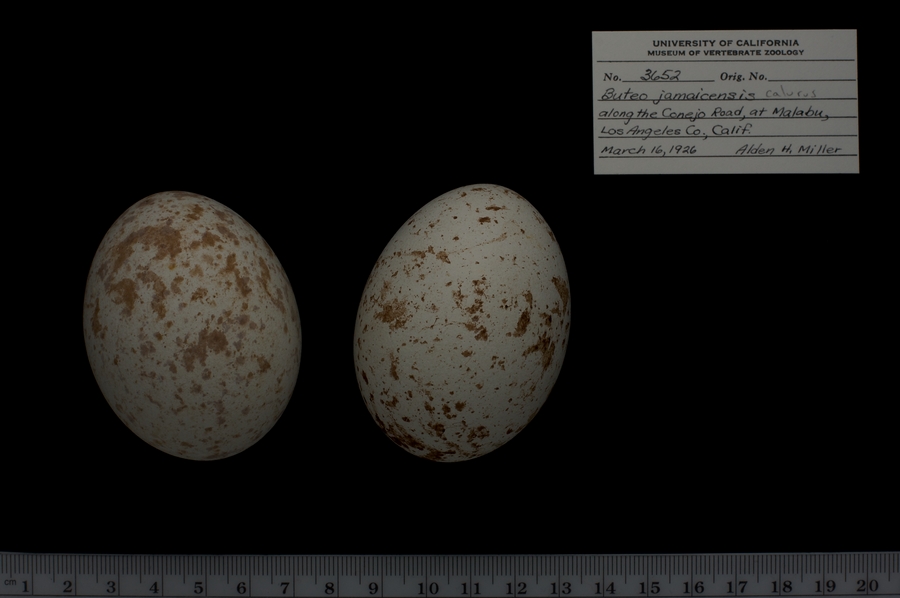 UNIVERSITY OF CALIFORNIA
MUSEUM OF VERTEBRATE ZOOLOGY
No. 3652 Orig. No.
Buteo jamaicensis calurus
along the Conejo Road, at Malabu,
Los Angeles Co., Calif.
March 16, 1926 Alden H. Miller
cm 1 2 3 4 5 6 7 8 9 10 11 12 13 14 15 16 17 18 19 20